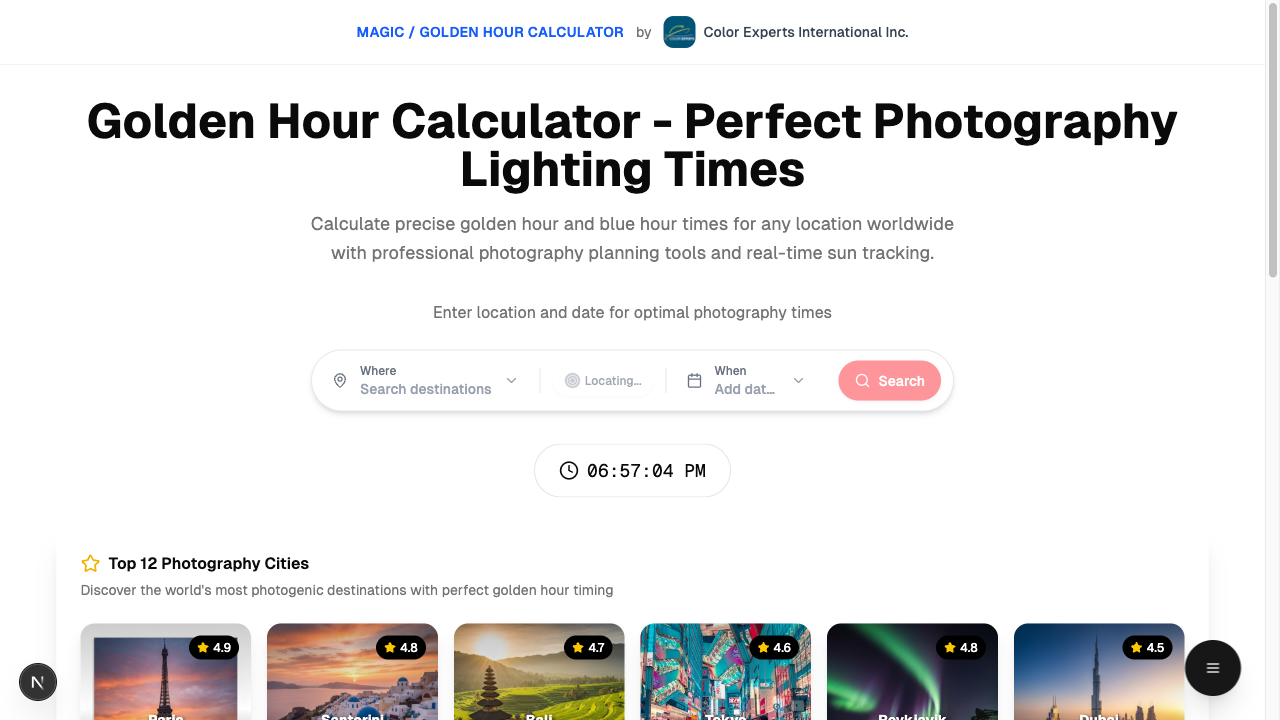 MAGIC / GOLDEN HOUR CALCULATOR by Color Experts International Inc.
Golden Hour Calculator - Perfect Photography
Lighting Times
Calculate precise golden hour and blue hour times for any location worldwide
with professional photography planning tools and real-time sun tracking.
Enter location and date for optimal photography times
Where
Search destinations
Locating...
When
Add dat...
Search
06:57:04 PM
Top 12 Photography Cities
Discover the world's most photogenic destinations with perfect golden hour timing
4.9
4.8
4.7
4.6
4.8
4.5
Paris
Santorini
Bali
Tokyo
Reykjavik
Dubai
N